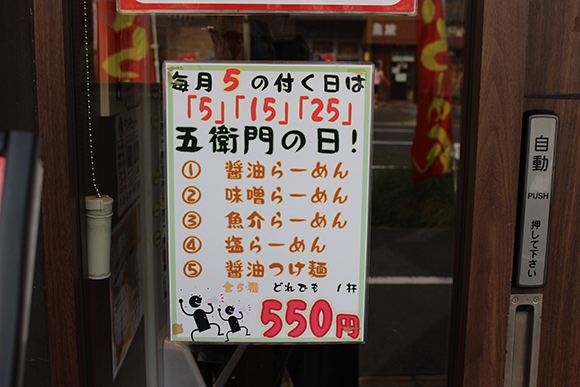 毎月5の付く日は
「5」「15」「25」
五衛門の日!
① 醤油らーめん
② 味噌らーめん
③ 魚介らーめん
④ 塩らーめん
⑤ 醤油つけ麺
全5種 どれでも 1杯
550円
自動
PUSH
押して下さい